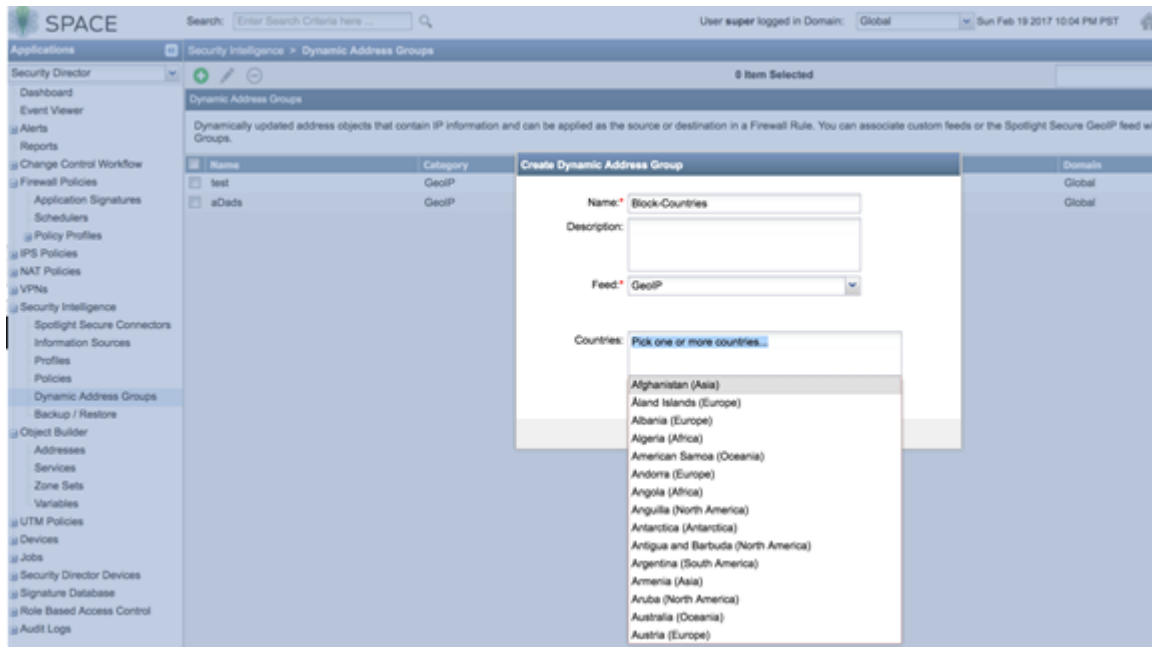 SPACE
Search: Enter Search Criteria here ...
User super logged in Domain: Global
Sun Feb 19 2017 10:04 PM PST
Applications
Security Intelligence > Dynamic Address Groups
Security Director
0 Item Selected
Dashboard
Event Viewer
Alerts
Reports
Change Control Workflow
Firewall Policies
Application Signatures
Schedulers
Policy Profiles
IPS Policies
NAT Policies
VPNs
Security Intelligence
Spotlight Secure Connectors
Information Sources
Profiles
Policies
Dynamic Address Groups
Backup / Restore
Object Builder
Addresses
Services
Zone Sets
Variables
UTM Policies
Devices
Jobs
Security Director Devices
Signature Database
Role Based Access Control
Audit Logs
Dynamic Address Groups
Dynamically updated address objects that contain IP information and can be applied as the source or destination in a Firewall Rule. You can associate custom feeds or the Spotlight Secure GeoIP feed
Groups.
Name Category Domain
test GeoIP Global
aDads GeoIP Global
Create Dynamic Address Group
Name:* Block-Countries
Description:
Feed:* GeoIP
Countries: Pick one or more countries...
Afghanistan (Asia)
Åland Islands (Europe)
Albania (Europe)
Algeria (Africa)
American Samoa (Oceania)
Andorra (Europe)
Angola (Africa)
Anguilla (North America)
Antarctica (Antarctica)
Antigua and Barbuda (North America)
Argentina (South America)
Armenia (Asia)
Aruba (North America)
Australia (Oceania)
Austria (Europe)